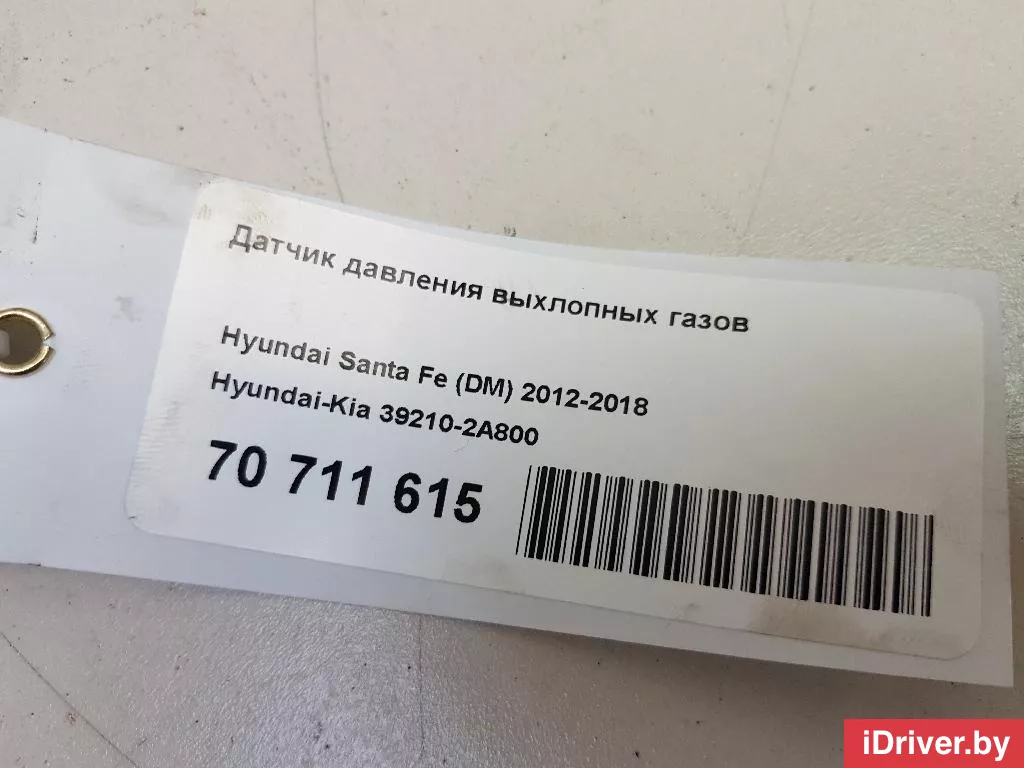 Датчик давления выхлопных газов
Hyundai Santa Fe (DM) 2012-2018
Hyundai-Kia 39210-2A800
70 711 615
iDriver.by